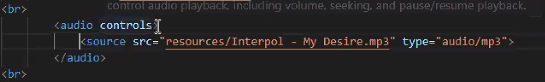 control audio playback, including volume, seeking, and pause/resume playback.
<br>
<audio controls>
<source src="resources/Interpol - My Desire.mp3" type="audio/mp3">
</audio>
<br>